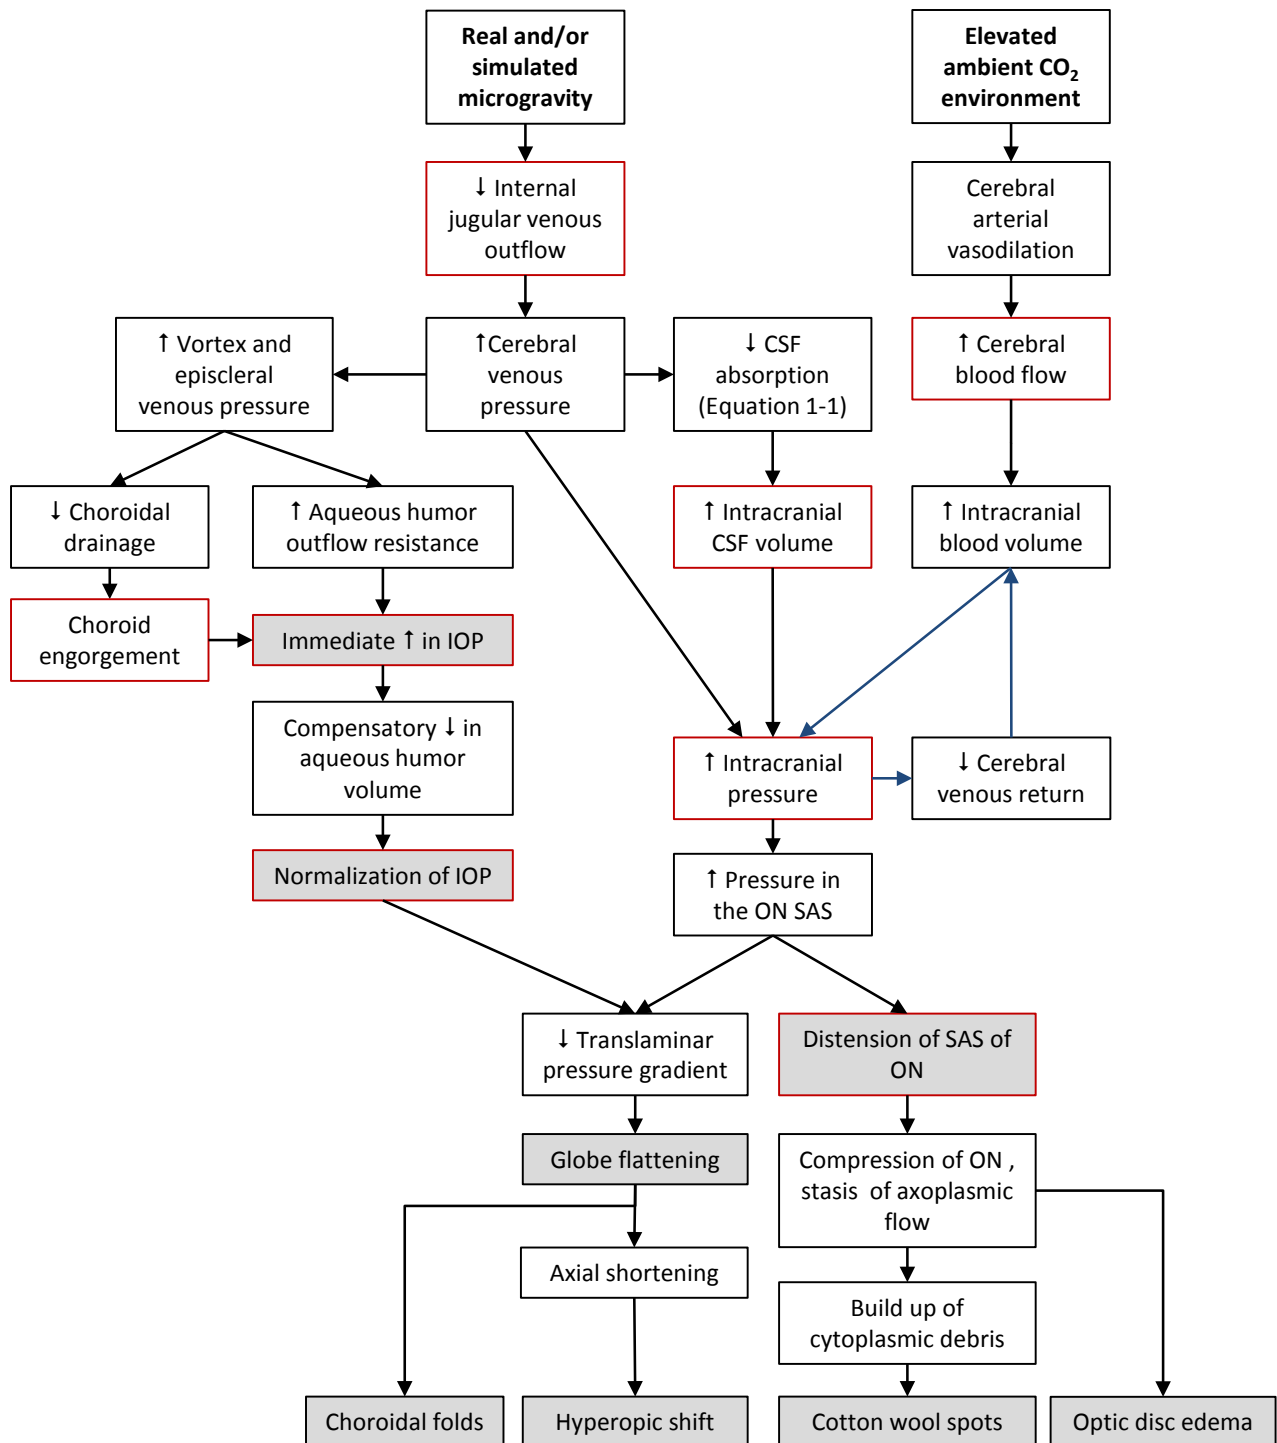 Real and/or
simulated
microgravity
Elevated
ambient CO₂
environment
↓ Internal
jugular venous
outflow
Cerebral
arterial
vasodilation
↑ Vortex and
episcleral
venous pressure
↑Cerebral
venous
pressure
↓ CSF
absorption
(Equation 1-1)
↑ Cerebral
blood flow
↓ Choroidal
drainage
↑ Aqueous humor
outflow resistance
↑ Intracranial
CSF volume
↑ Intracranial
blood volume
Choroid
engorgement
Immediate ↑ in IOP
Compensatory ↓ in
aqueous humor
volume
↑ Intracranial
pressure
↓ Cerebral
venous return
Normalization of IOP
↑ Pressure in
the ON SAS
↓ Translaminar
pressure gradient
Distension of SAS of
ON
Globe flattening
Compression of ON ,
stasis of axoplasmic
flow
Axial shortening
Build up of
cytoplasmic debris
Choroidal folds
Hyperopic shift
Cotton wool spots
Optic disc edema